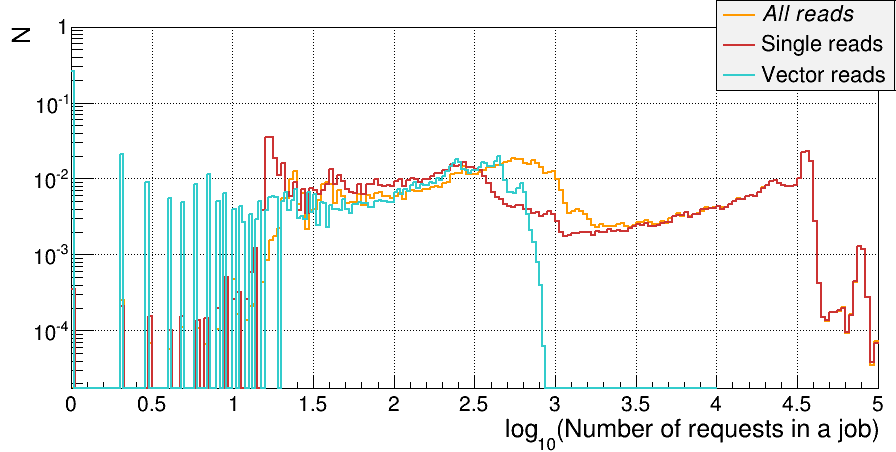 All reads
Single reads
Vector reads
N
1
10⁻¹
10⁻²
10⁻³
10⁻⁴
0 0.5 1 1.5 2 2.5 3 3.5 4 4.5 5
log₁₀(Number of requests in a job)